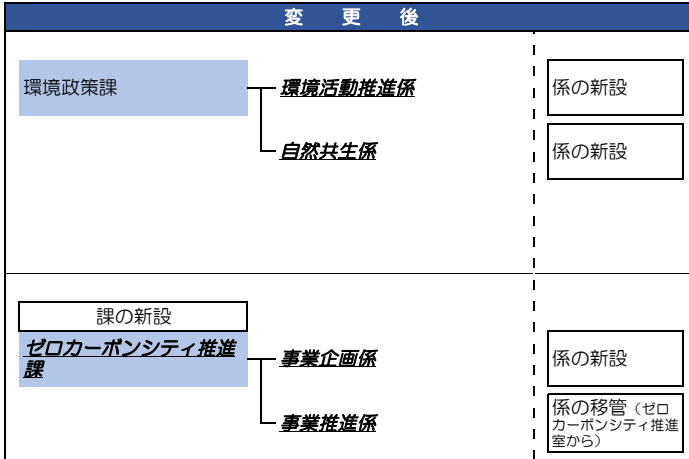 変 更 後
環境政策課
環境活動推進係
係の新設
自然共生係
係の新設
課の新設
ゼロカーボンシティ推進
課
事業企画係
係の新設
事業推進係
係の移管（ゼロ
カーボンシティ推進
室から）